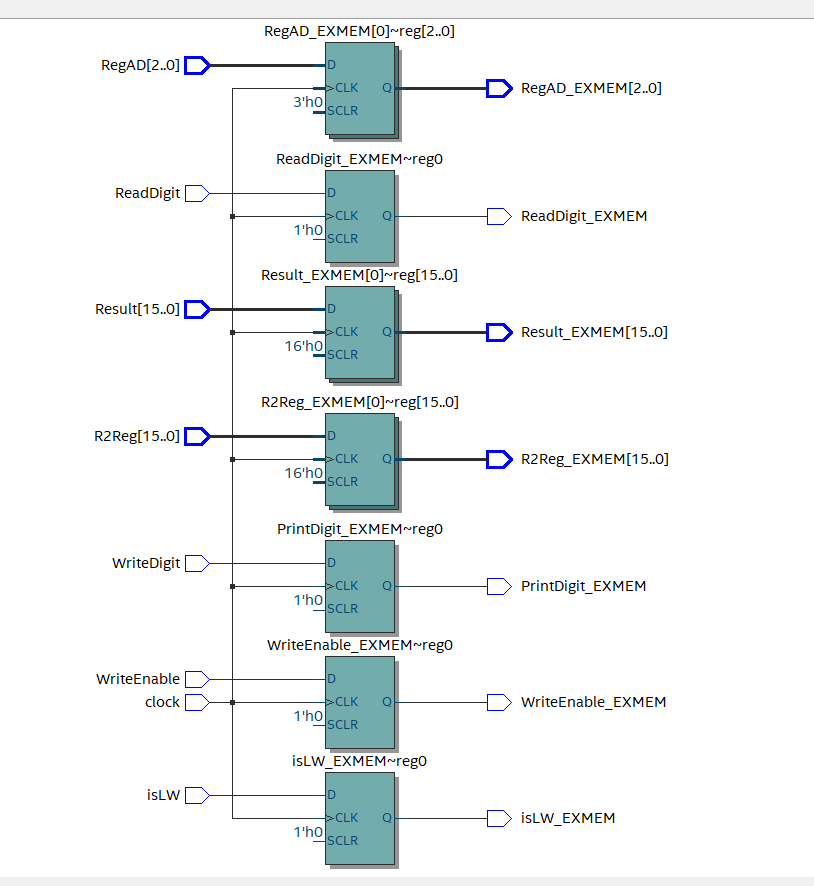 RegAD_EXMEM[0]~reg[2..0]
RegAD[2..0]
D
CLK
Q
RegAD_EXMEM[2..0]
3'h0
SCLR
ReadDigit_EXMEM~reg0
ReadDigit
D
CLK
Q
ReadDigit_EXMEM
1'h0
SCLR
Result_EXMEM[0]~reg[15..0]
Result[15..0]
D
CLK
Q
Result_EXMEM[15..0]
16'h0
SCLR
R2Reg_EXMEM[0]~reg[15..0]
R2Reg[15..0]
D
CLK
Q
R2Reg_EXMEM[15..0]
16'h0
SCLR
PrintDigit_EXMEM~reg0
WriteDigit
D
CLK
Q
PrintDigit_EXMEM
1'h0
SCLR
WriteEnable_EXMEM~reg0
WriteEnable
D
clock
CLK
Q
WriteEnable_EXMEM
1'h0
SCLR
isLW_EXMEM~reg0
isLW
D
CLK
Q
isLW_EXMEM
1'h0
SCLR